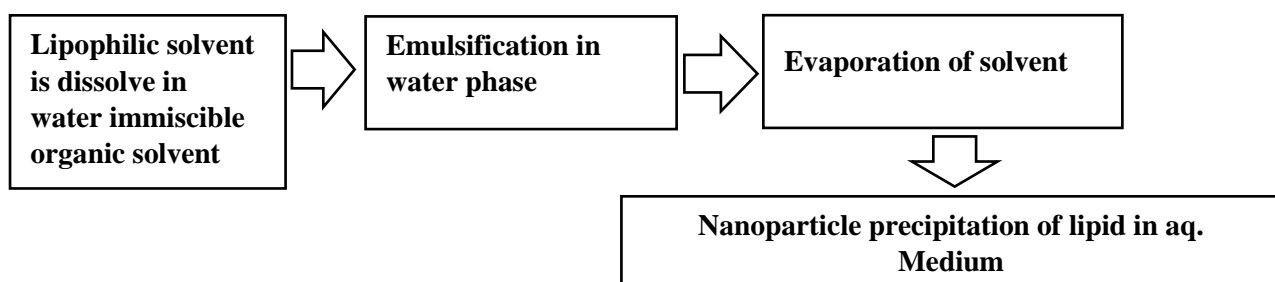 Lipophilic solvent
is dissolve in
water immiscible
organic solvent
Emulsification in
water phase
Evaporation of solvent
Nanoparticle precipitation of lipid in aq.
Medium